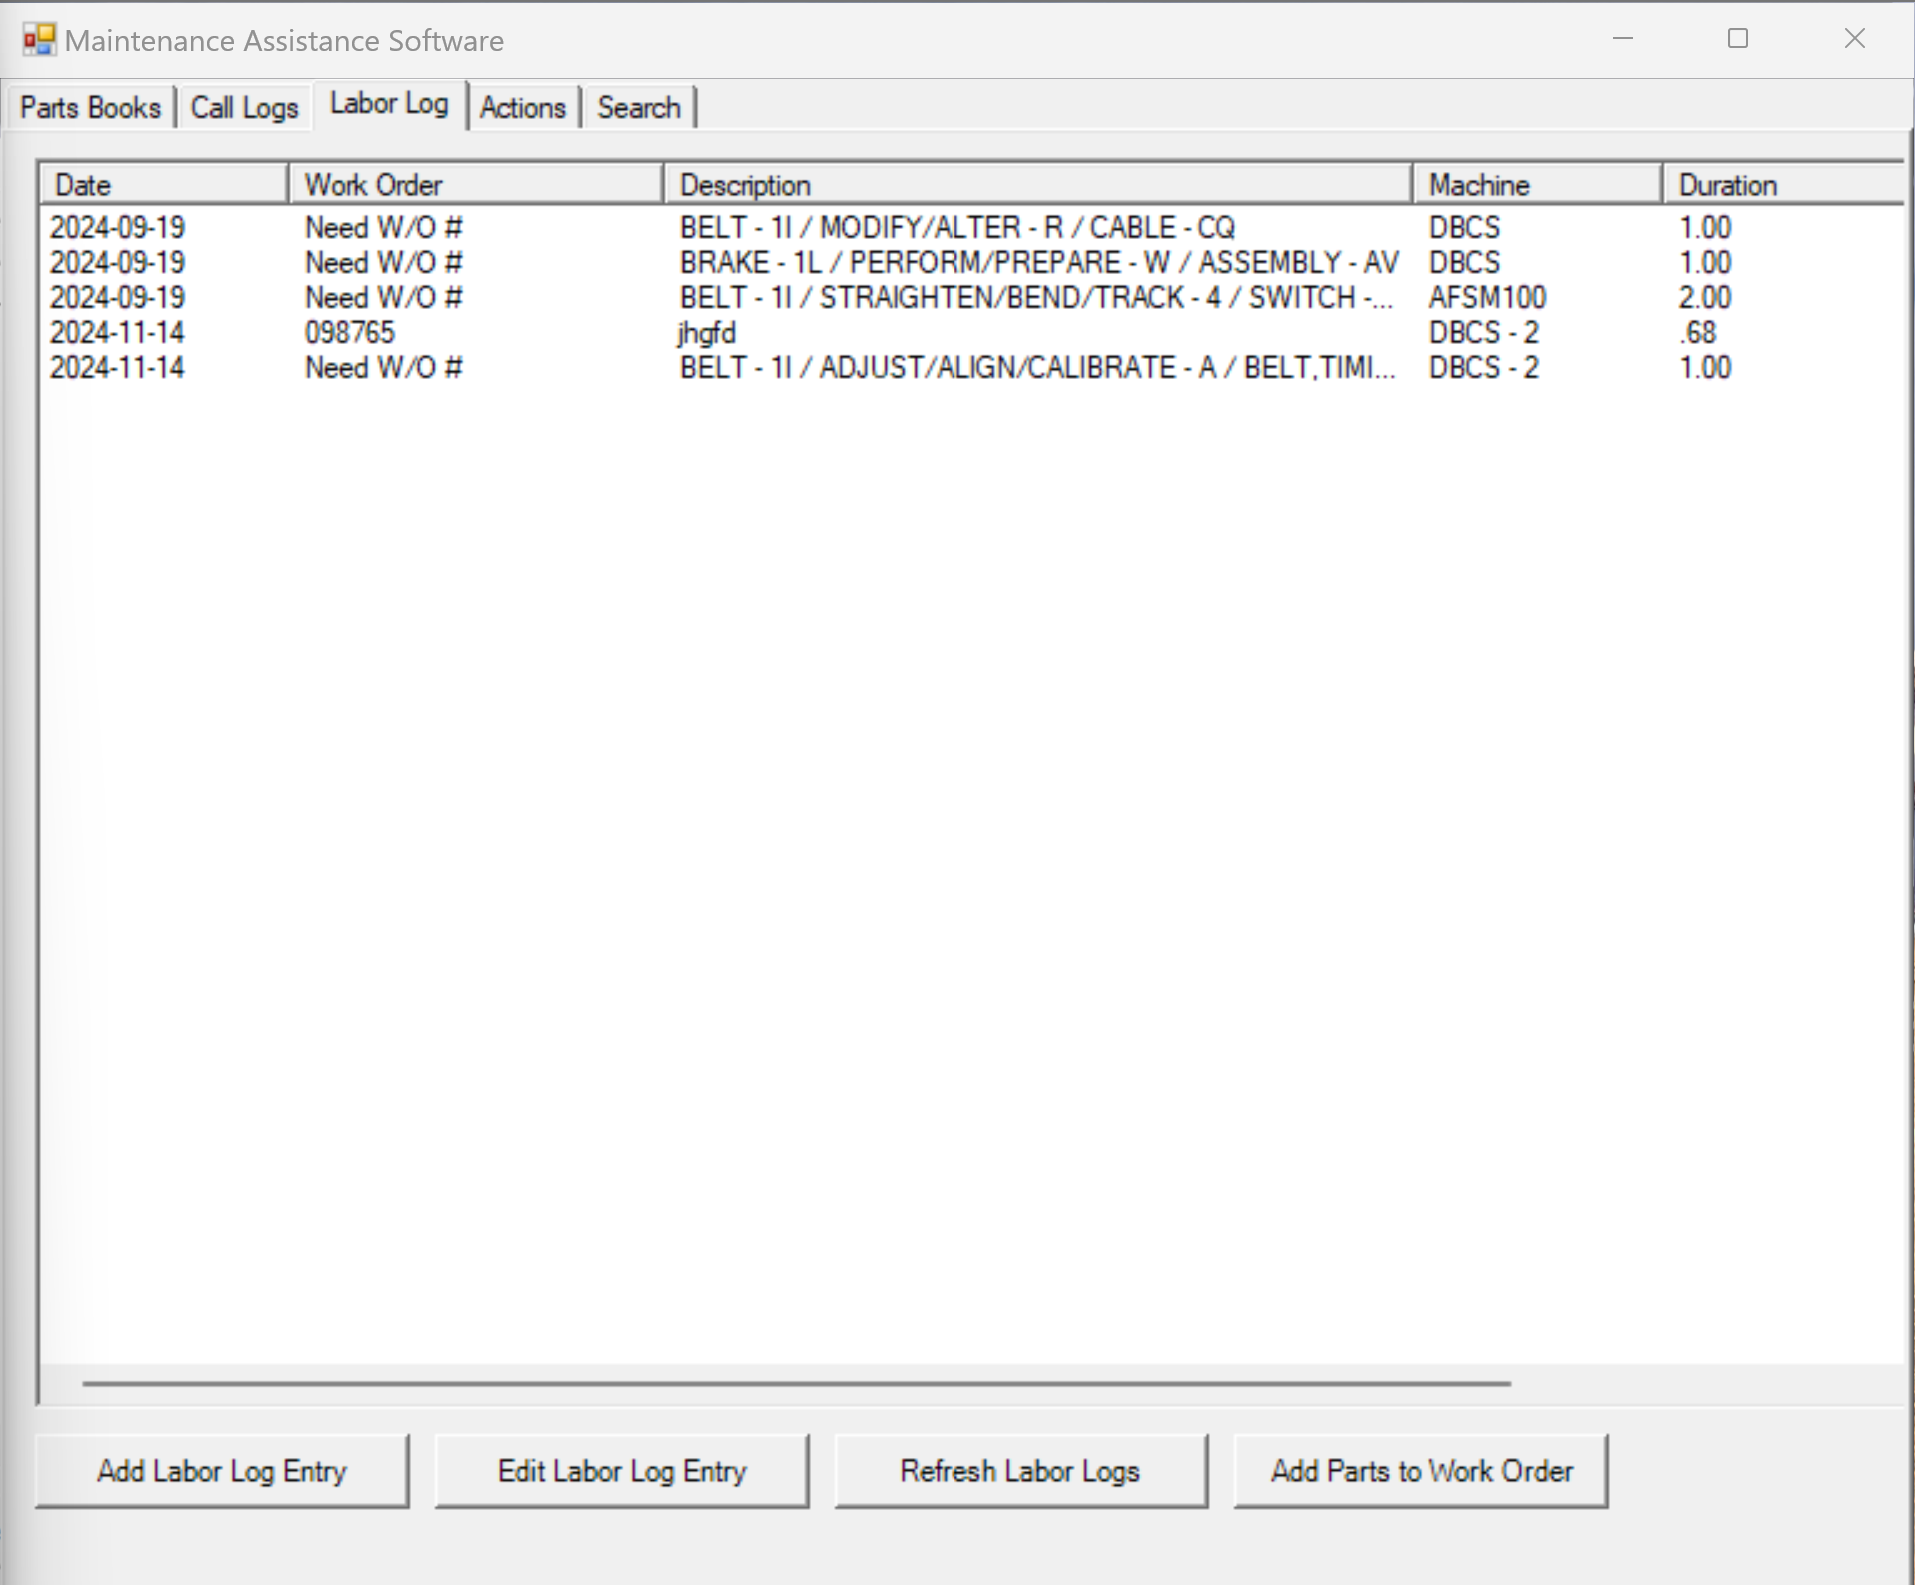 Maintenance Assistance Software
Parts Books Call Logs Labor Log Actions Search
Date Work Order Description Machine Duration
2024-09-19 Need W/O # BELT - 1I / MODIFY/ALTER - R / CABLE - CQ DBCS 1.00
2024-09-19 Need W/O # BRAKE - 1L / PERFORM/PREPARE - W / ASSEMBLY - AV DBCS 1.00
2024-09-19 Need W/O # BELT - 1I / STRAIGHTEN/BEND/TRACK - 4 / SWITCH -... AFSM100 2.00
2024-11-14 098765 jhgfd DBCS - 2 .68
2024-11-14 Need W/O # BELT - 1I / ADJUST/ALIGN/CALIBRATE - A / BELT,TIMI... DBCS - 2 1.00
Add Labor Log Entry Edit Labor Log Entry Refresh Labor Logs Add Parts to Work Order